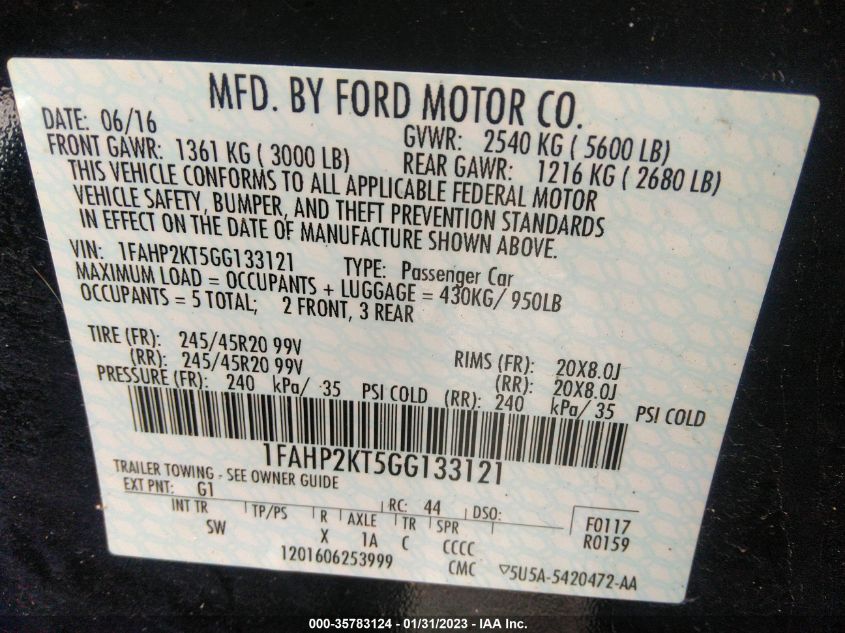 MFD. BY FORD MOTOR CO.
DATE: 06/16 GVWR: 2540 KG ( 5600 LB)
FRONT GAWR: 1361 KG ( 3000 LB) REAR GAWR: 1216 KG ( 2680 LB)
THIS VEHICLE CONFORMS TO ALL APPLICABLE FEDERAL MOTOR
VEHICLE SAFETY, BUMPER, AND THEFT PREVENTION STANDARDS
IN EFFECT ON THE DATE OF MANUFACTURE SHOWN ABOVE.
VIN: 1FAHP2KT5GG133121 TYPE: Passenger Car
MAXIMUM LOAD = OCCUPANTS + LUGGAGE = 430KG/ 950LB
OCCUPANTS = 5 TOTAL; 2 FRONT, 3 REAR
TIRE (FR): 245/45R20 99V RIMS (FR): 20X8.0J
(RR): 245/45R20 99V (RR): 20X8.0J
PRESSURE (FR): 240 kPa/ 35 PSI COLD (RR): 240 kPa/ 35 PSI COLD
1FAHP2KT5GG133121
TRAILER TOWING - SEE OWNER GUIDE
EXT PNT: G1 RC: 44 DSO: F0117
INT TR TP/PS R AXLE TR SPR R0159
SW X 1A C CCCC
1201606253999 CMC ▽5U5A-5420472-AA
000-35783124 - 01/31/2023 - IAA Inc.